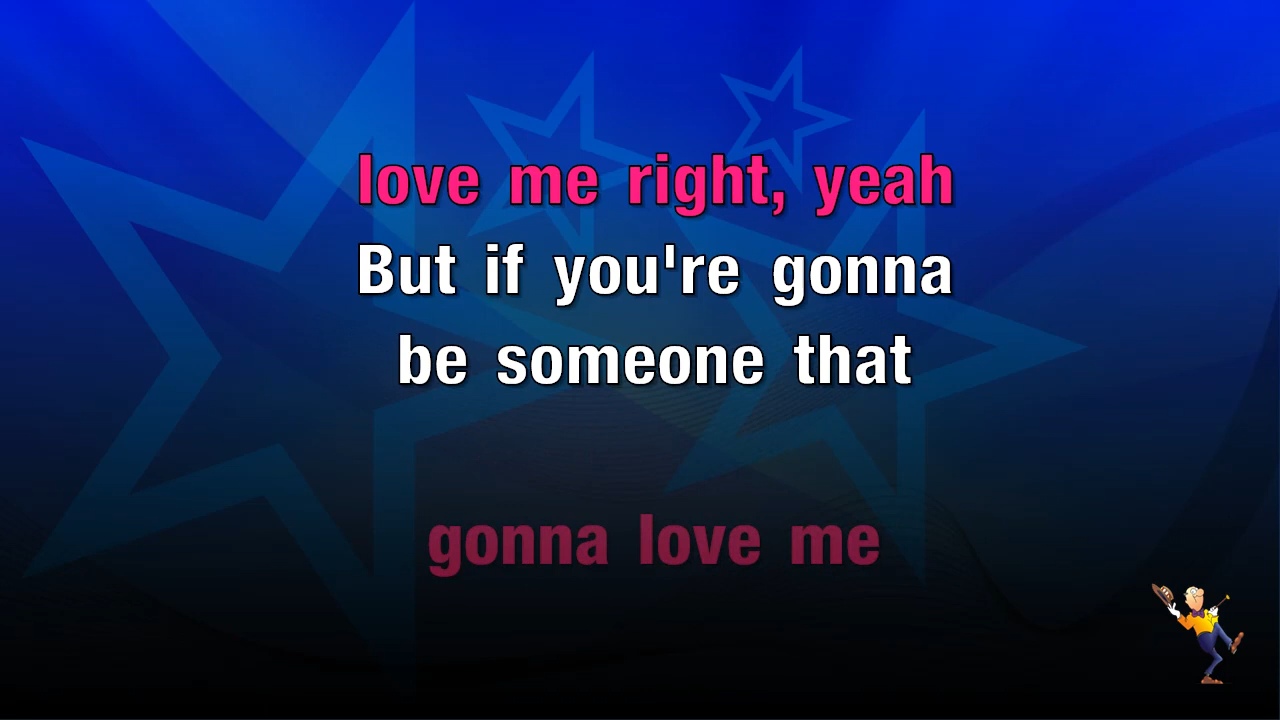 love me right, yeah
But if you're gonna
be someone that
gonna love me